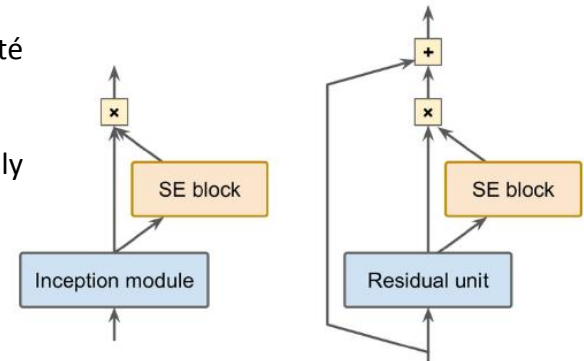 té
+
×
×
ly
SE block
SE block
Inception module
Residual unit